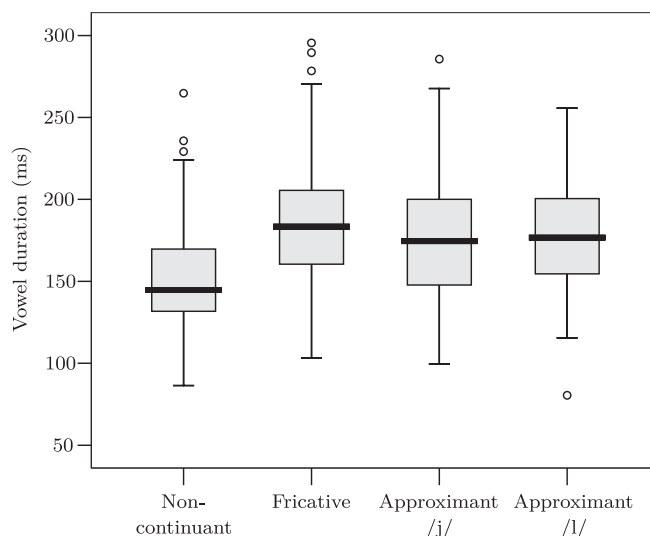 300
250
200
150
100
50
Vowel duration (ms)
Non-
continuant
Fricative
Approximant
/j/
Approximant
/l/